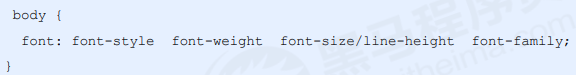 body {
font: font-style font-weight font-size/line-height font-family;
}